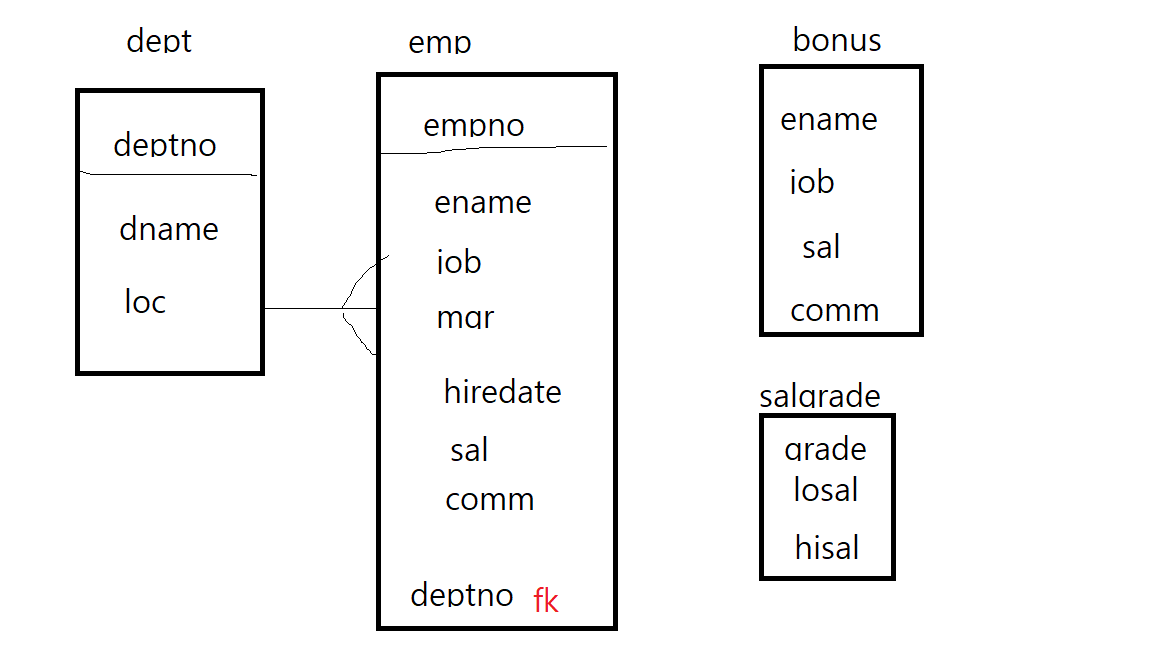 dept
deptno
dname
loc
emp
empno
ename
job
mgr
hiredate
sal
comm
deptno fk
bonus
ename
job
sal
comm
salgrade
grade
losal
hisal